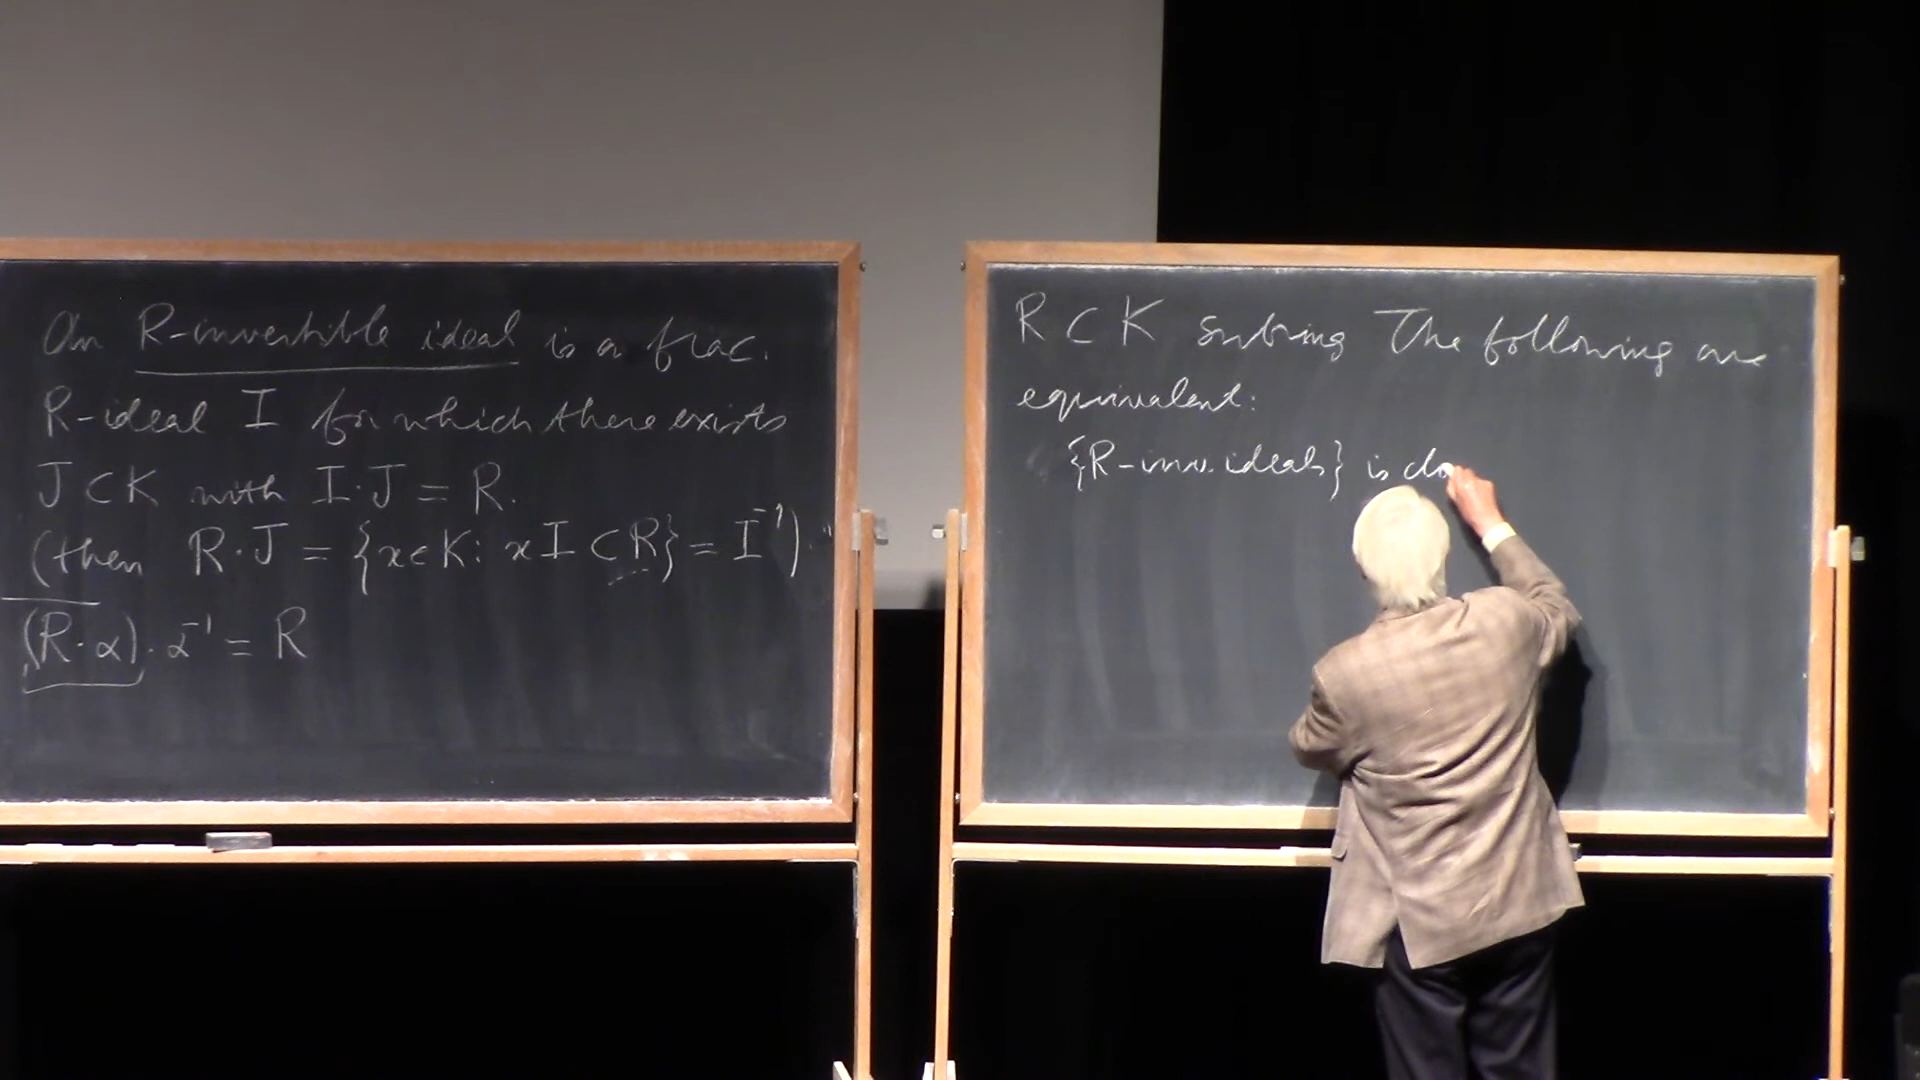 An R-invertible ideal is a frac.
R-ideal I for which there exists
J ⊂ K with I·J = R.
(then R·J = {x∈K: xI ⊂ R} = I⁻¹).
(R·α)·α⁻¹ = R
R ⊂ K subring The following are
equivalent:
{R-inv. ideals} is clo